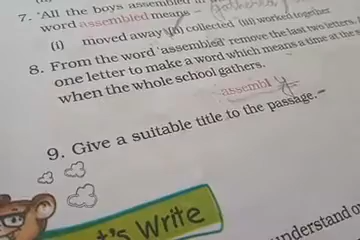 7. 'All the boys assembled in
word assembled means - gathered
(i) moved away (ii) collected (iii) worked together
8. From the word 'assembled' remove the last two letters,
one letter to make a word which means a time at the s
when the whole school gathers.
assembl y
9. Give a suitable title to the passage.-
t's Write
understand o